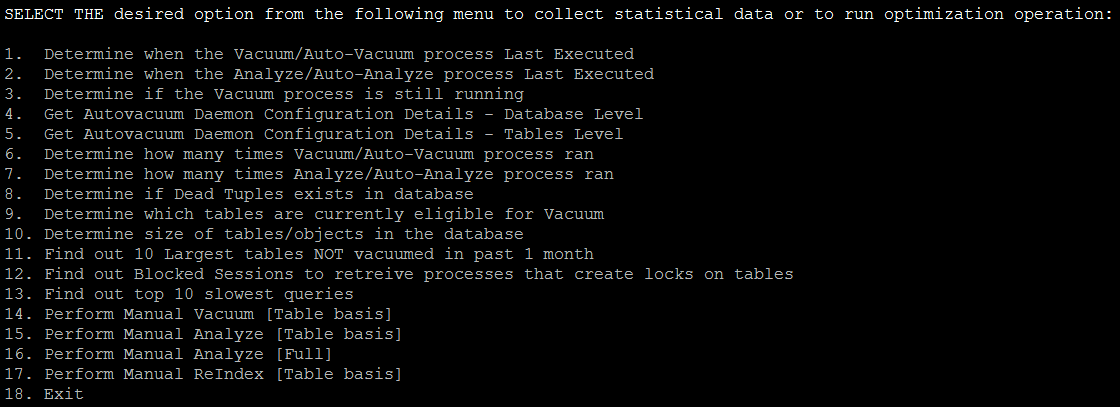 SELECT THE desired option from the following menu to collect statistical data or to run optimization operation:
1. Determine when the Vacuum/Auto-Vacuum process Last Executed
2. Determine when the Analyze/Auto-Analyze process Last Executed
3. Determine if the Vacuum process is still running
4. Get Autovacuum Daemon Configuration Details - Database Level
5. Get Autovacuum Daemon Configuration Details - Tables Level
6. Determine how many times Vacuum/Auto-Vacuum process ran
7. Determine how many times Analyze/Auto-Analyze process ran
8. Determine if Dead Tuples exists in database
9. Determine which tables are currently eligible for Vacuum
10. Determine size of tables/objects in the database
11. Find out 10 Largest tables NOT vacuumed in past 1 month
12. Find out Blocked Sessions to retreive processes that create locks on tables
13. Find out top 10 slowest queries
14. Perform Manual Vacuum [Table basis]
15. Perform Manual Analyze [Table basis]
16. Perform Manual Analyze [Full]
17. Perform Manual ReIndex [Table basis]
18. Exit